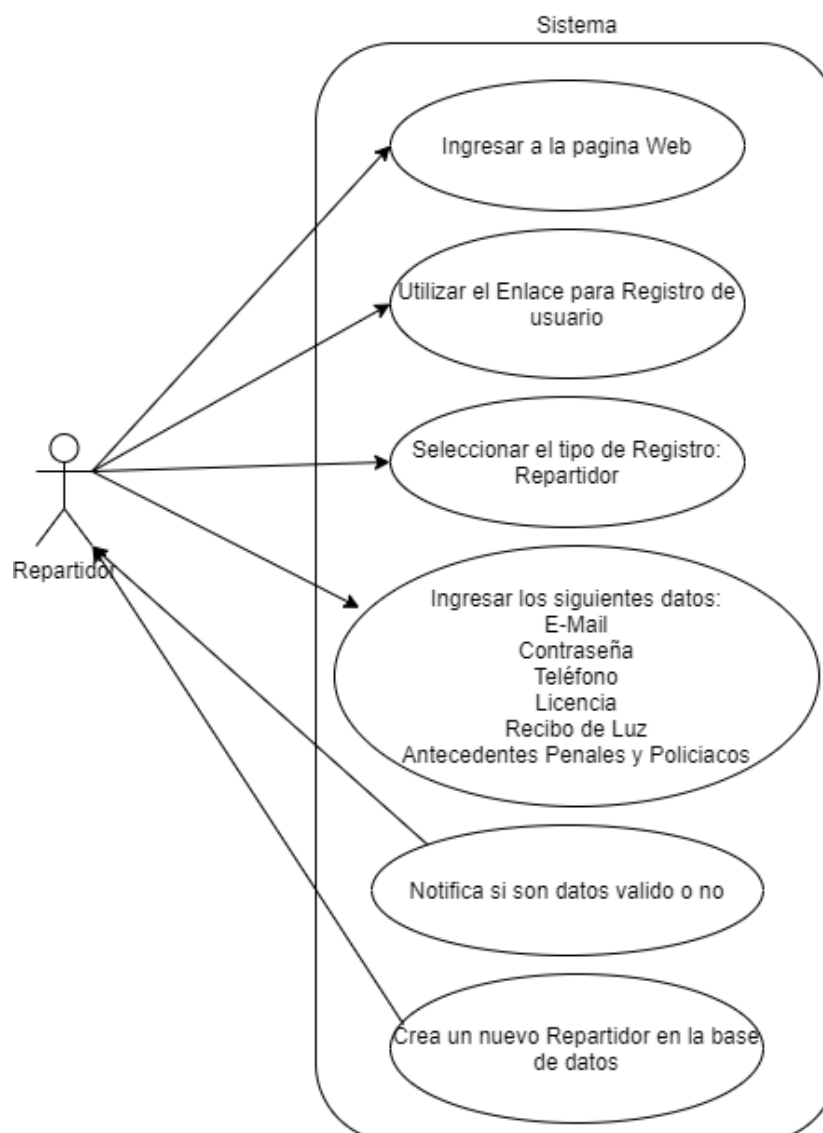 Sistema
Ingresar a la pagina Web
Utilizar el Enlace para Registro de
usuario
Seleccionar el tipo de Registro:
Repartidor
Repartidor
Ingresar los siguientes datos:
E-Mail
Contraseña
Teléfono
Licencia
Recibo de Luz
Antecedentes Penales y Policiacos
Notifica si son datos valido o no
Crea un nuevo Repartidor en la base
de datos